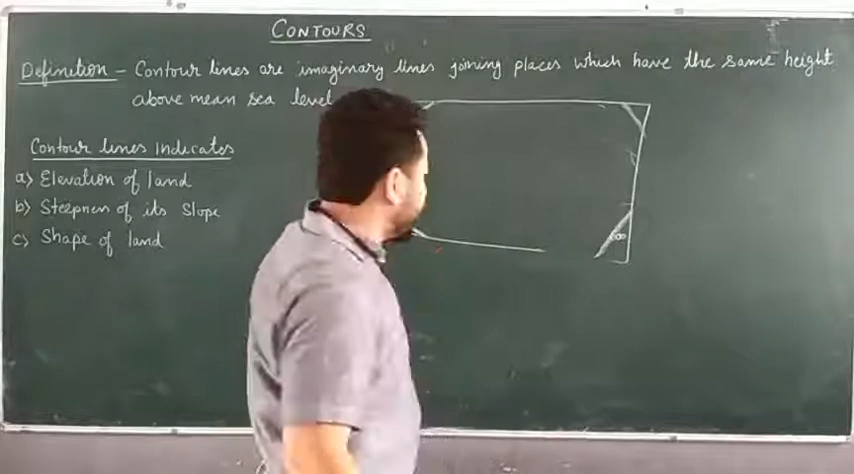 CONTOURS
Definition - Contour lines are imaginary lines joining places which have the same height
above mean sea level
Contour lines indicates
a) Elevation of land
b) Steepness of its slope
c) Shape of land